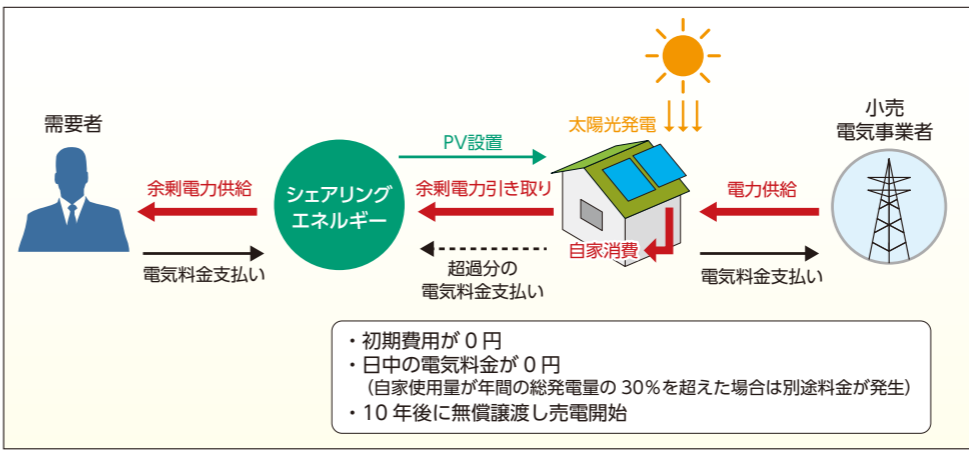 需要者
余剰電力供給
電気料金支払い
シェアリング
エネルギー
PV設置
余剰電力引き取り
超過分の
電気料金支払い
太陽光発電
自家消費
電力供給
電気料金支払い
小売
電気事業者
・初期費用が 0 円
・日中の電気料金が 0 円
（自家使用量が年間の総発電量の 30％を超えた場合は別途料金が発生）
・10 年後に無償譲渡し売電開始